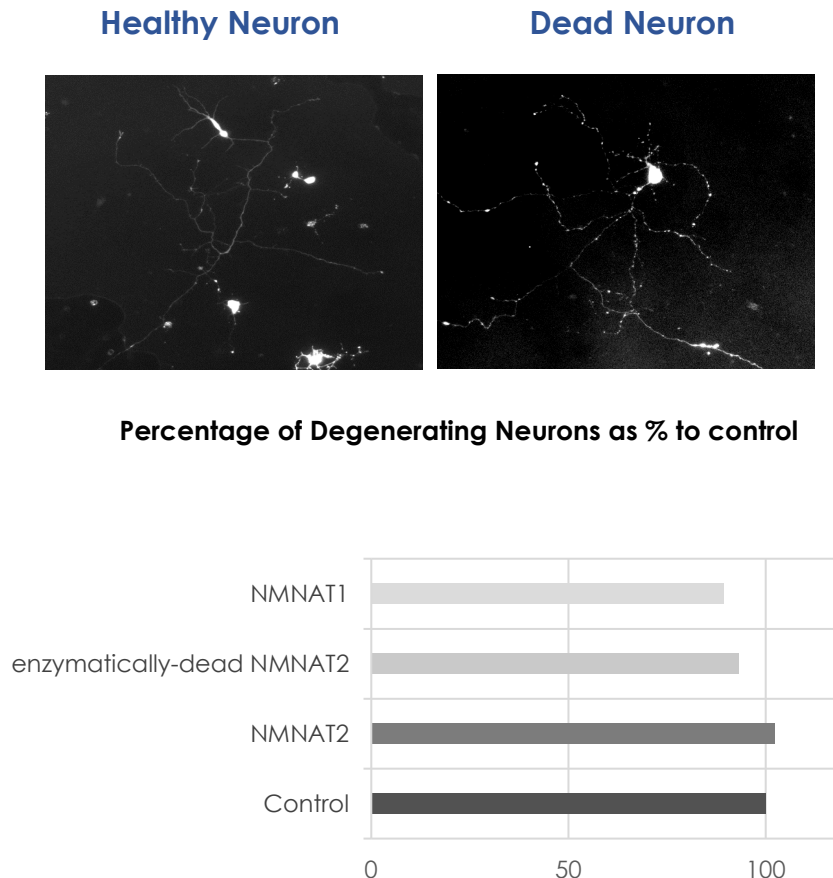 Healthy Neuron
Dead Neuron
Percentage of Degenerating Neurons as % to control
NMNAT1
enzymatically-dead NMNAT2
NMNAT2
Control
0 50 100